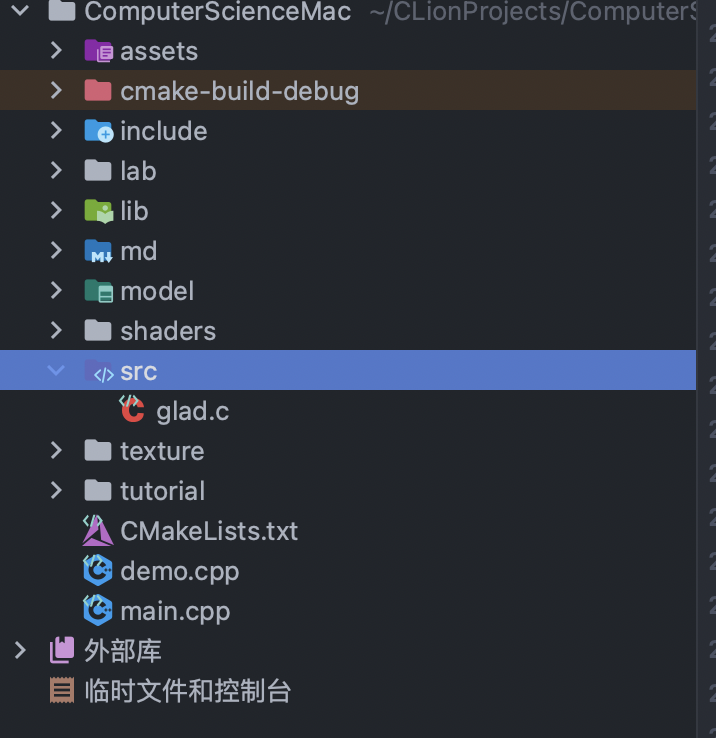 ComputerScienceMac ~/CLionProjects/Computer
assets
cmake-build-debug
include
lab
lib
md
model
shaders
src
glad.c
texture
tutorial
CMakeLists.txt
demo.cpp
main.cpp
外部库
临时文件和控制台